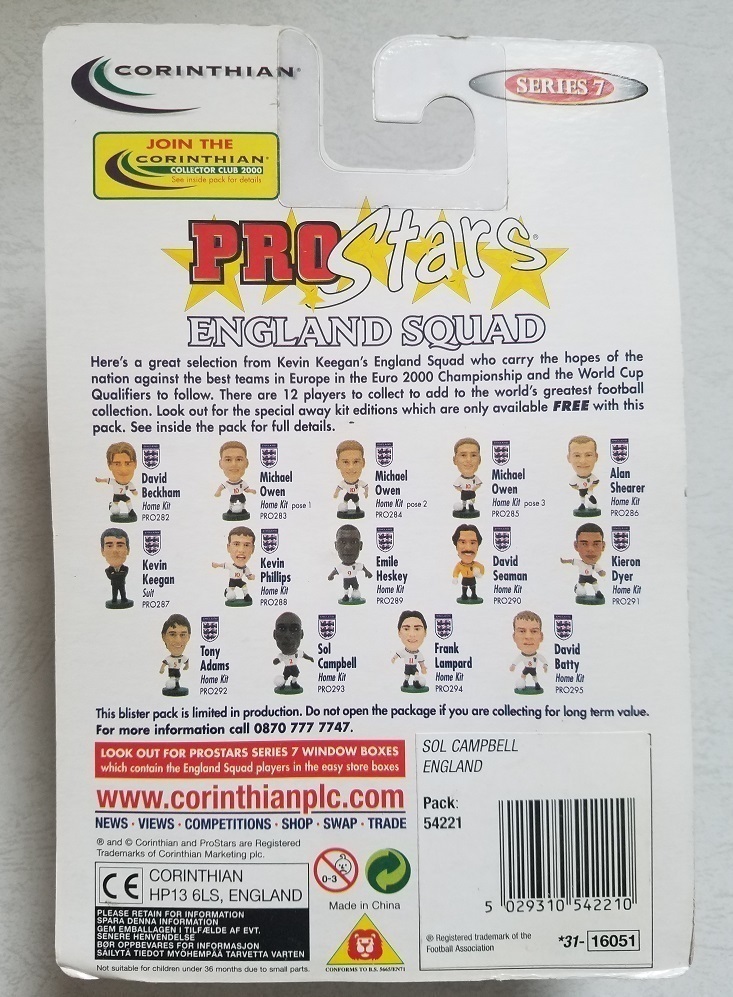 CORINTHIAN®
SERIES 7
JOIN THE
CORINTHIAN®
COLLECTOR CLUB 2000
See inside pack for details
PROStars®
ENGLAND SQUAD
Here's a great selection from Kevin Keegan's England Squad who carry the hopes of the
nation against the best teams in Europe in the Euro 2000 Championship and the World Cup
Qualifiers to follow. There are 12 players to collect to add to the world's greatest football
collection. Look out for the special away kit editions which are only available FREE with this
pack. See inside the pack for full details.
David
Beckham
Home Kit
PRO282
Michael
Owen
Home Kit pose 1
PRO283
Michael
Owen
Home Kit pose 2
PRO284
Michael
Owen
Home Kit pose 3
PRO285
Alan
Shearer
Home Kit
PRO286
Kevin
Keegan
Suit
PRO287
Kevin
Phillips
Home Kit
PRO288
Emile
Heskey
Home Kit
PRO289
David
Seaman
Home Kit
PRO290
Kieron
Dyer
Home Kit
PRO291
Tony
Adams
Home Kit
PRO292
Sol
Campbell
Home Kit
PRO293
Frank
Lampard
Home Kit
PRO294
David
Batty
Home Kit
PRO295
This blister pack is limited in production. Do not open the package if you are collecting for long term value.
For more information call 0870 777 7747.
LOOK OUT FOR PROSTARS SERIES 7 WINDOW BOXES
which contain the England Squad players in the easy store boxes
www.corinthianplc.com
NEWS · VIEWS · COMPETITIONS · SHOP · SWAP · TRADE
® and © Corinthian and ProStars are Registered
Trademarks of Corinthian Marketing plc.
CE
CORINTHIAN
HP13 6LS, ENGLAND
PLEASE RETAIN FOR INFORMATION
SPARA DENNA INFORMATION
GEM EMBALLAGEN I TILFÆLDE AF EVT.
SENERE HENVENDELSE
BØR OPPBEVARES FOR INFORMASJON
SÄILYTÄ TIEDOT MYÖHEMPÄÄ TARVETTA VARTEN
Not suitable for children under 36 months due to small parts.
0-3
Made in China
CONFORMS TO B.S. 5665/EN71
SOL CAMPBELL
ENGLAND
Pack:
54221
5 029310 542210
® Registered trademark of the
Football Association
*31- 16051